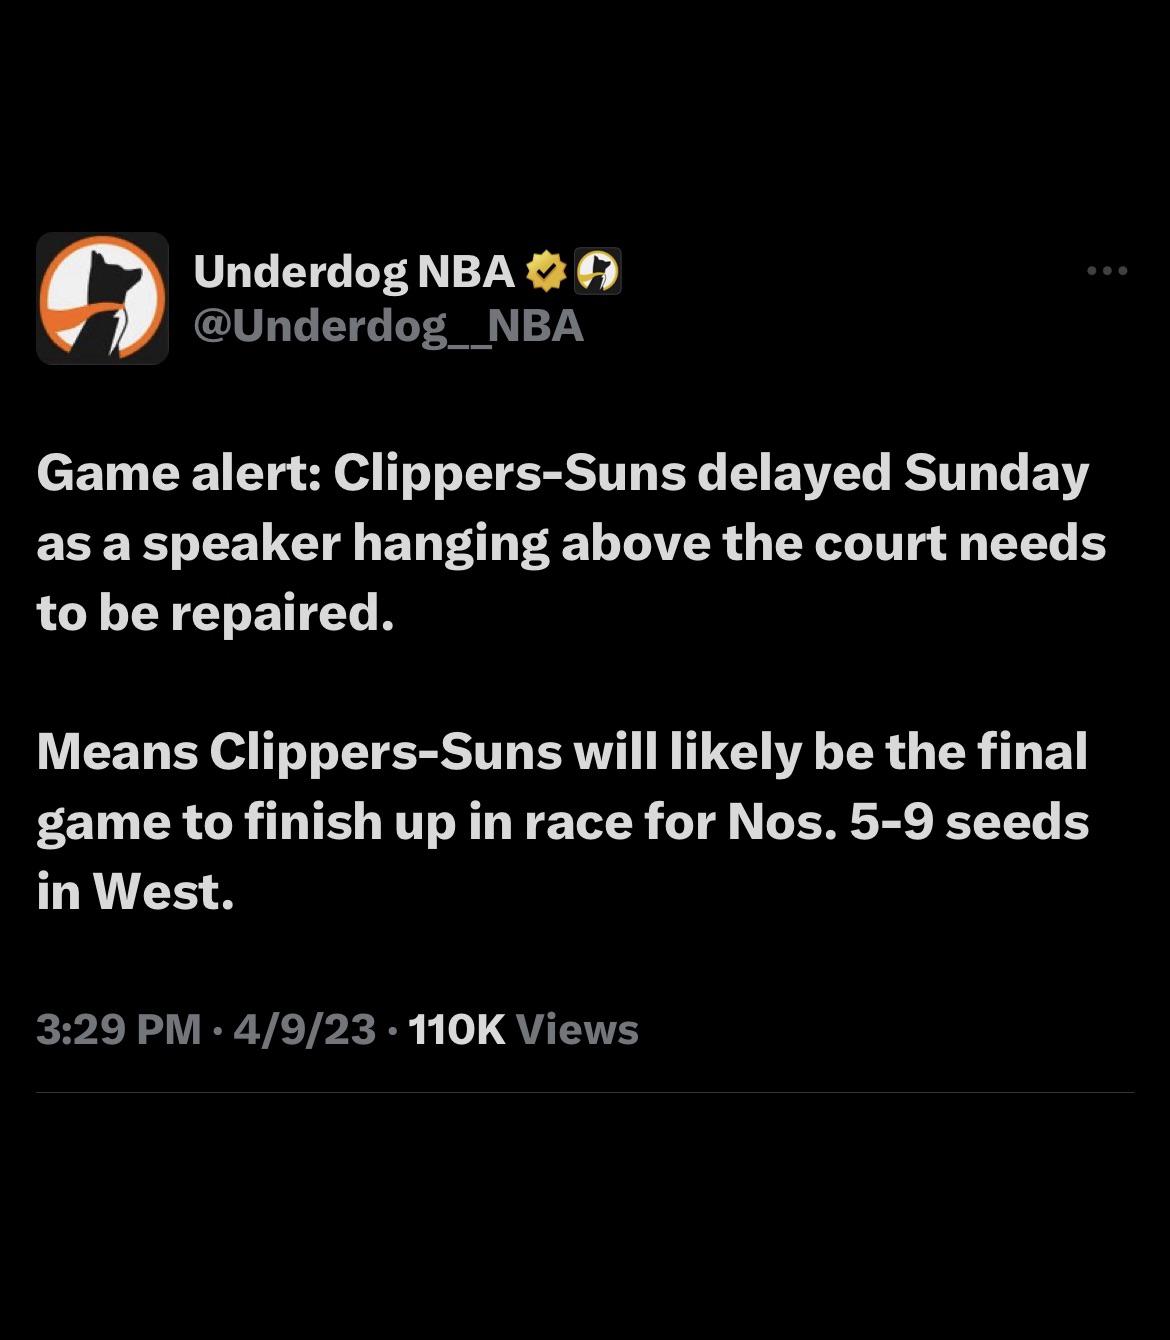 Underdog NBA
@Underdog__NBA
Game alert: Clippers-Suns delayed Sunday
as a speaker hanging above the court needs
to be repaired.
Means Clippers-Suns will likely be the final
game to finish up in race for Nos. 5-9 seeds
in West.
3:29 PM · 4/9/23 · 110K Views